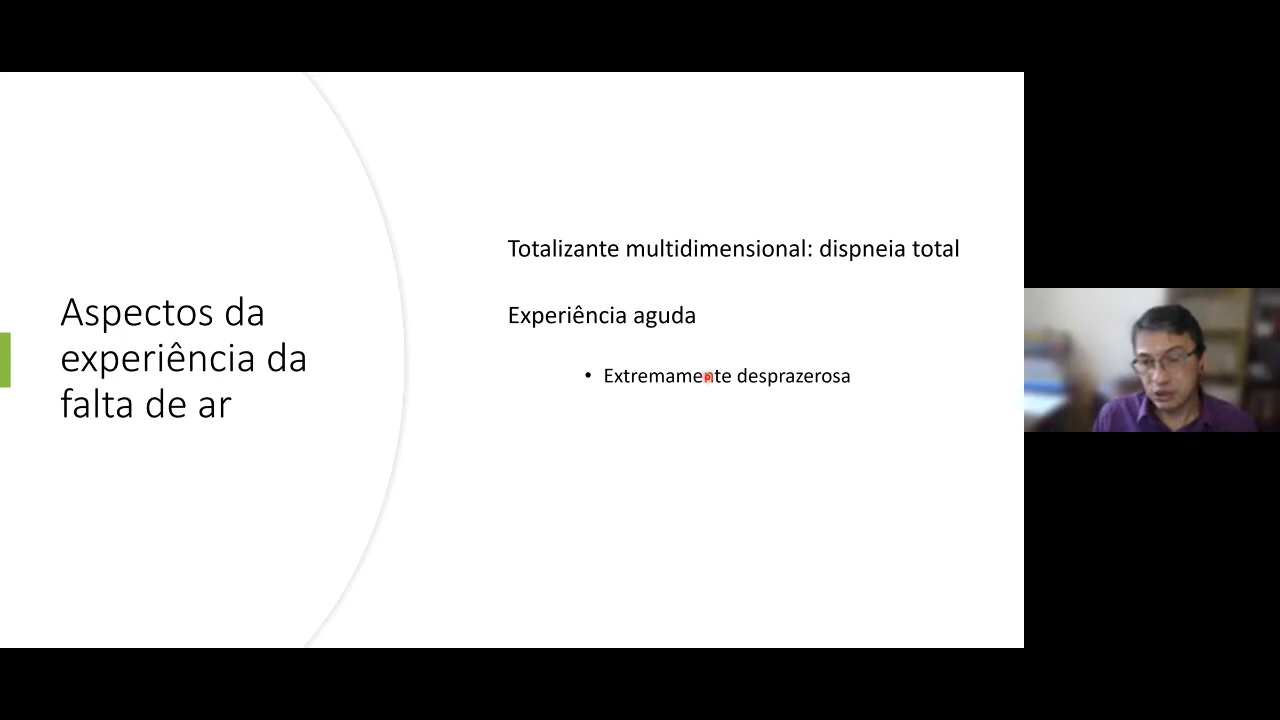 Aspectos da
experiência da
falta de ar
Totalizante multidimensional: dispneia total
Experiência aguda
• Extremamente desprazerosa